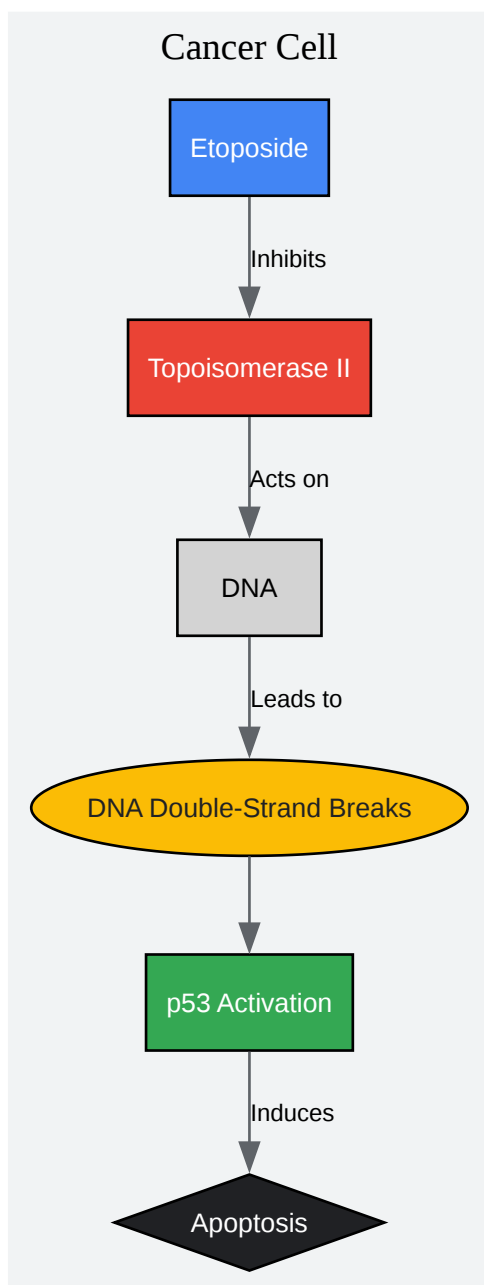 Cancer Cell
Etoposide
Inhibits
Topoisomerase II
Acts on
DNA
Leads to
DNA Double-Strand Breaks
p53 Activation
Induces
Apoptosis